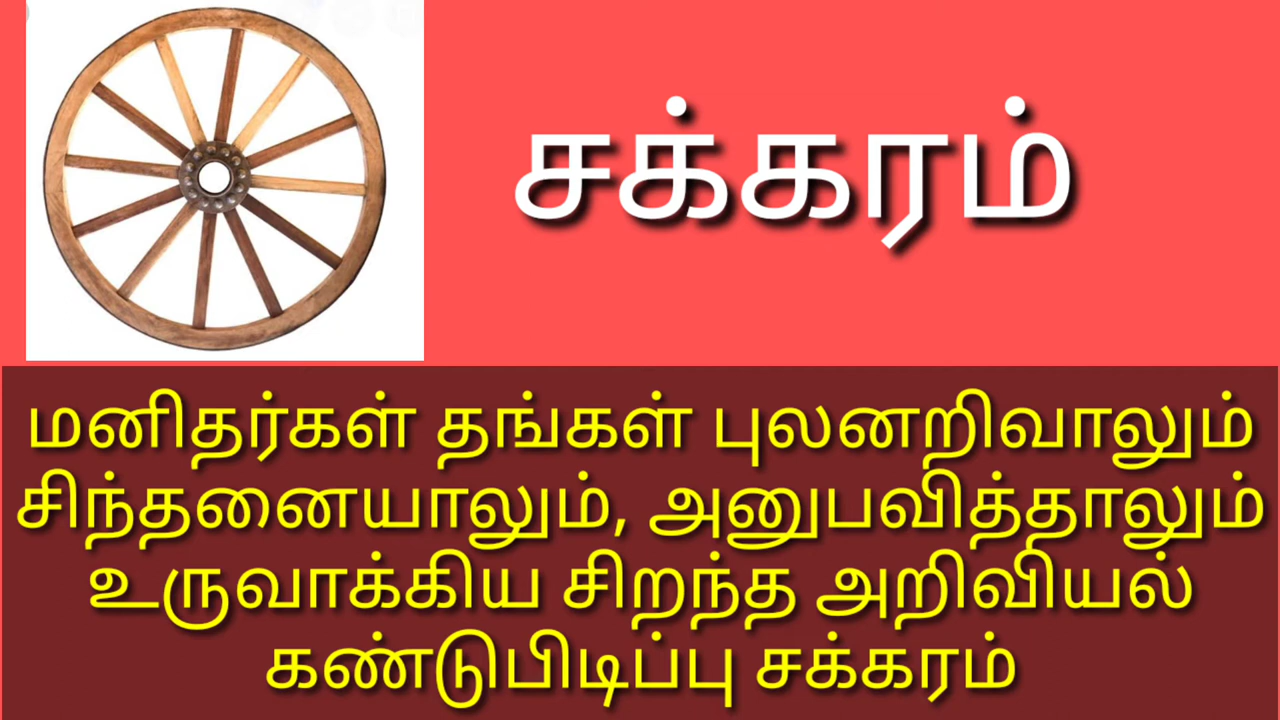 சக்கரம்
மனிதர்கள் தங்கள் புலனறிவாலும்
சிந்தனையாலும், அனுபவித்தாலும்
உருவாக்கிய சிறந்த அறிவியல்
கண்டுபிடிப்பு சக்கரம்